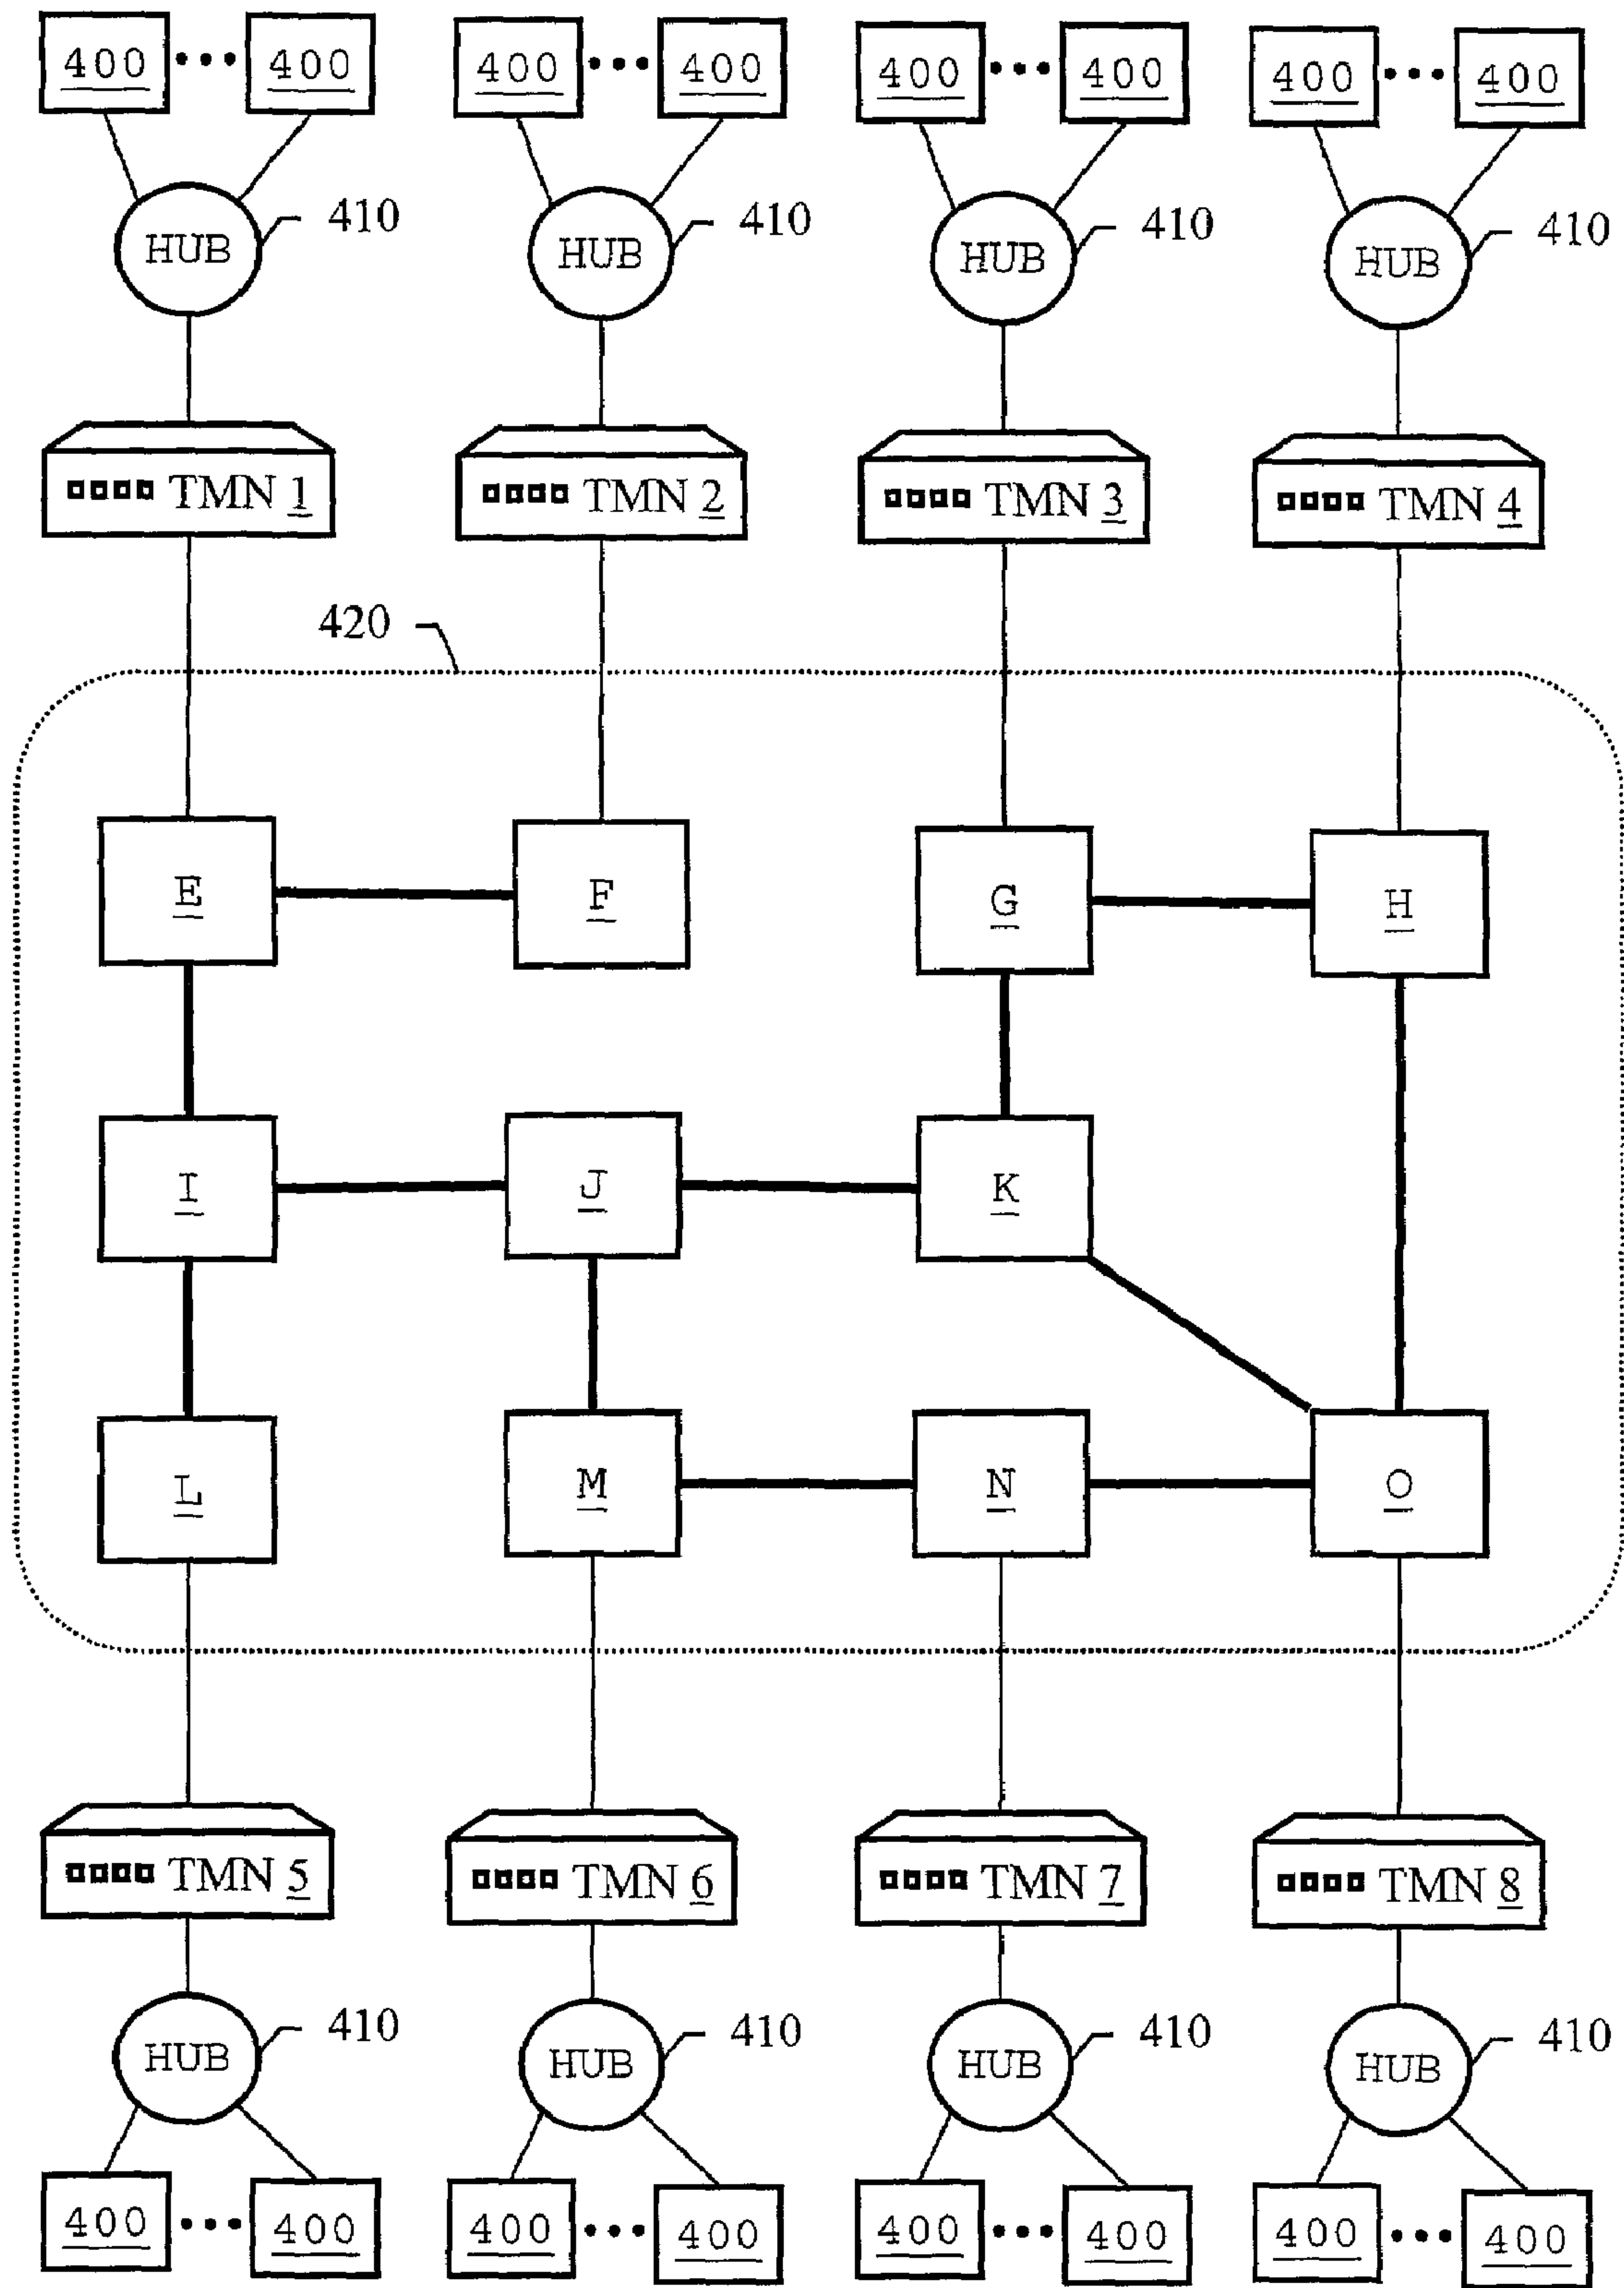 400 ••• 400 400 ••• 400 400 ••• 400 400 ••• 400
HUB 410 HUB 410 HUB 410 HUB 410
TMN 1 TMN 2 TMN 3 TMN 4
420
E F G H
I J K
L M N O
TMN 5 TMN 6 TMN 7 TMN 8
HUB 410 HUB 410 HUB 410 HUB 410
400 ••• 400 400 ••• 400 400 ••• 400 400 ••• 400